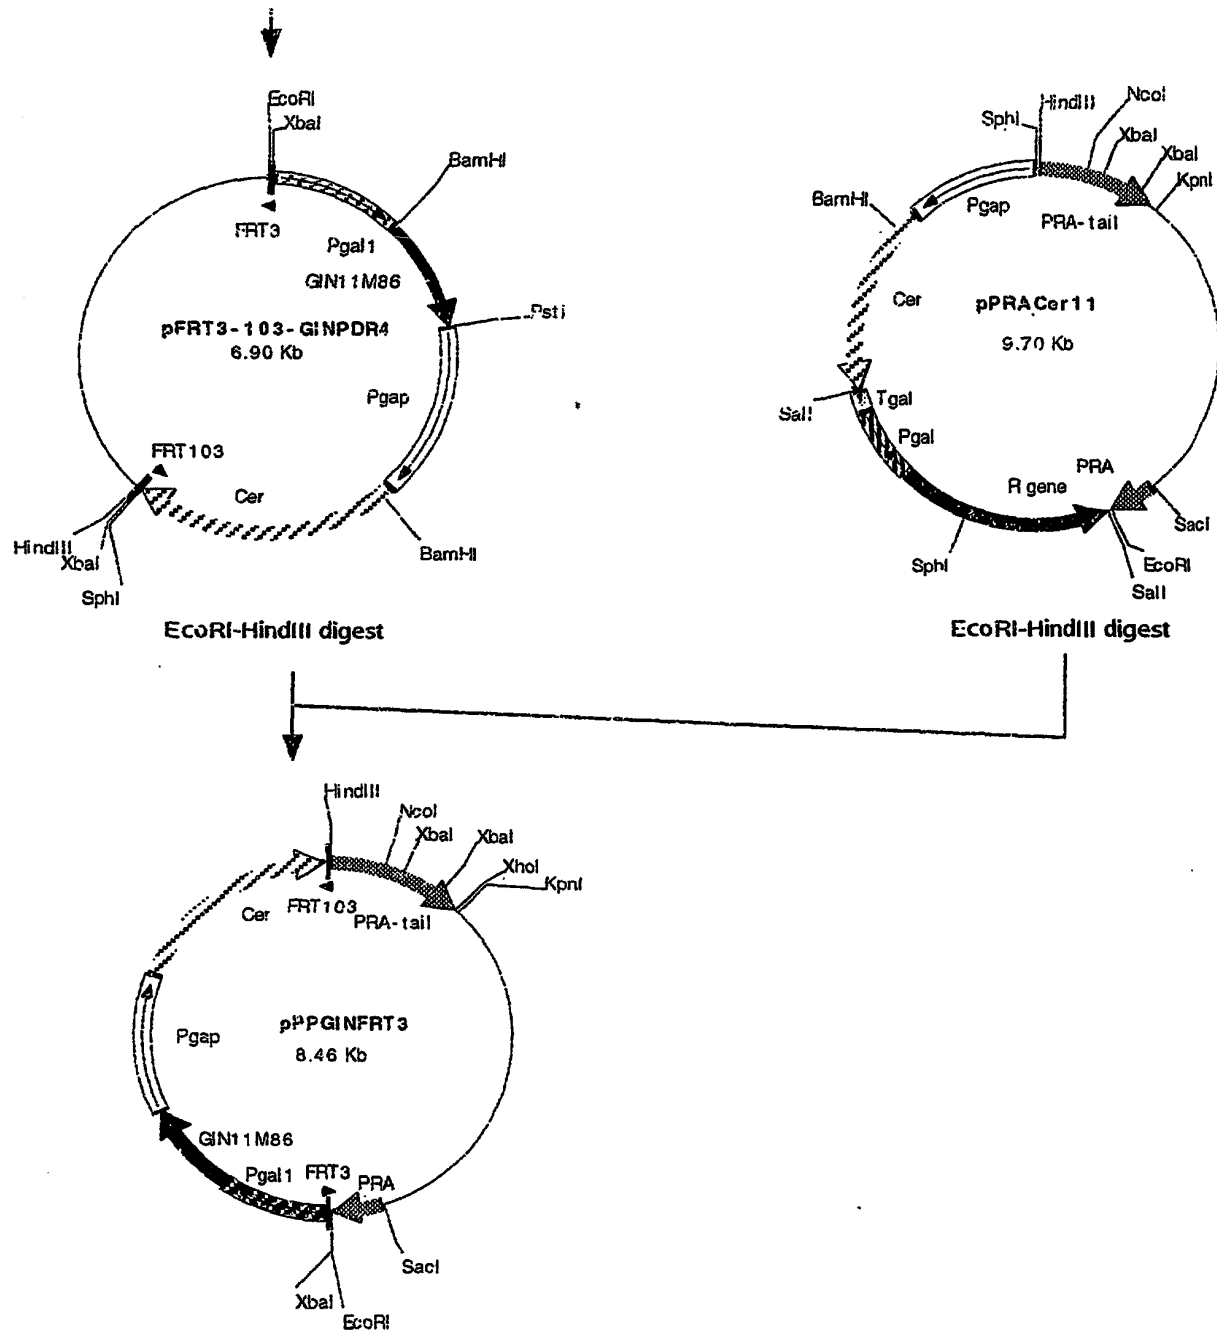 EcoRI
XbaI
BamHI
FRT3
Pgal1
GIN11M86
PstI
pFRT3-103-GINPDR4
6.90 Kb
Pgap
FRT103
Cer
HindIII
XbaI
SphI
BamHI
EcoRI-HindIII digest
HindIII
NcoI
SphI
XbaI
XbaI
KpnI
BamHI
Pgap
PRA-tail
Cer
pPRACer11
9.70 Kb
SalI
Tgal
Pgal
R gene
PRA
SacI
SphI
EcoRI
SalI
EcoRI-HindIII digest
HindIII
NcoI
XbaI
XbaI
XhoI
KpnI
Cer
FRT103
PRA-tail
Pgap
8.46 Kb
GIN11M86
Pgal1
FRT3
PRA
SacI
XbaI
EcoRI